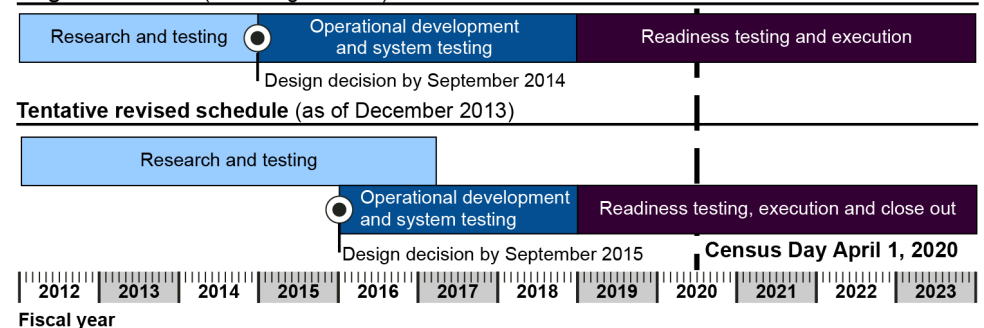 Research and testing
Operational development
and system testing
Readiness testing and execution
Design decision by September 2014
Tentative revised schedule (as of December 2013)
Research and testing
Operational development
and system testing
Readiness testing, execution and close out
Design decision by September 2015
Census Day April 1, 2020
2012 2013 2014 2015 2016 2017 2018 2019 2020 2021 2022 2023
Fiscal year